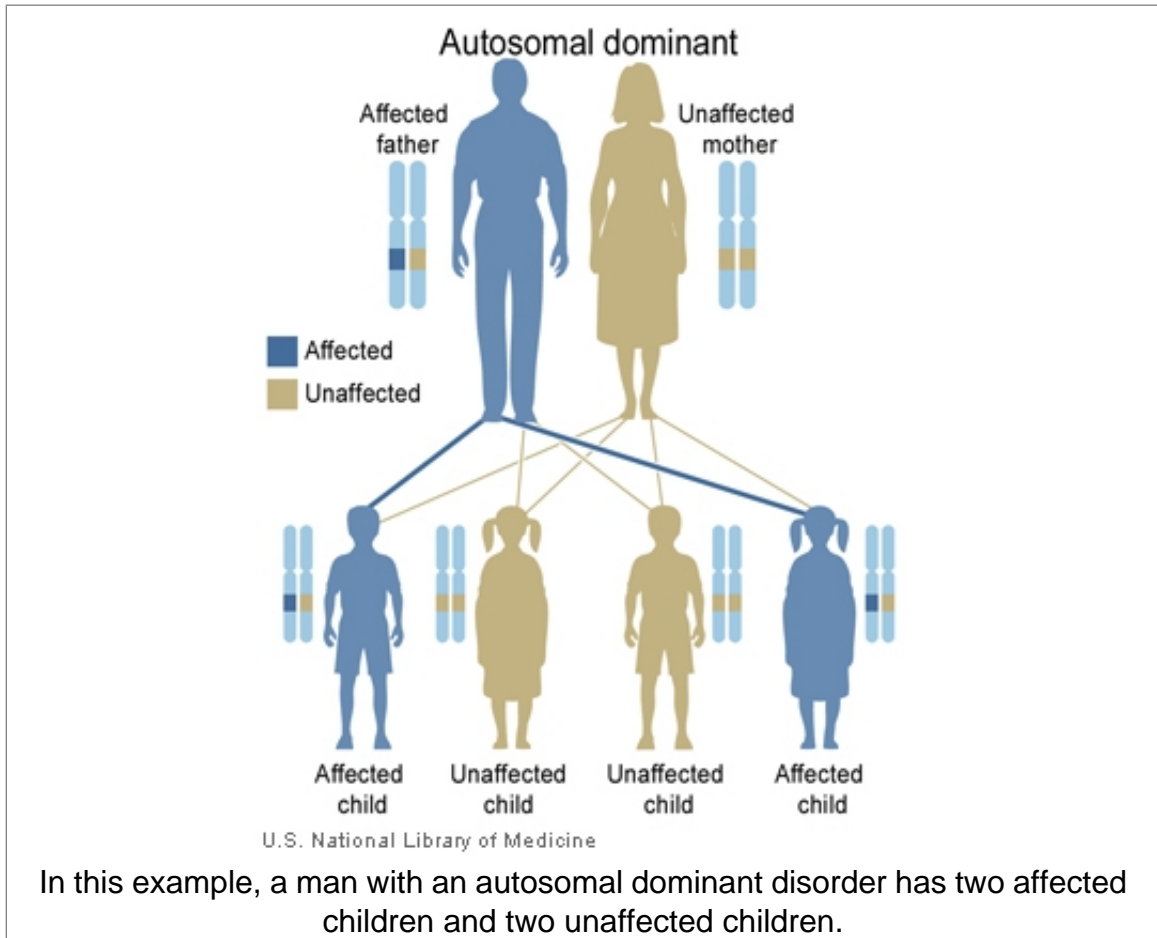 Autosomal dominant
Affected
father
Unaffected
mother
Affected
Unaffected
Affected
child
Unaffected
child
Unaffected
child
Affected
child
U.S. National Library of Medicine
In this example, a man with an autosomal dominant disorder has two affected
children and two unaffected children.